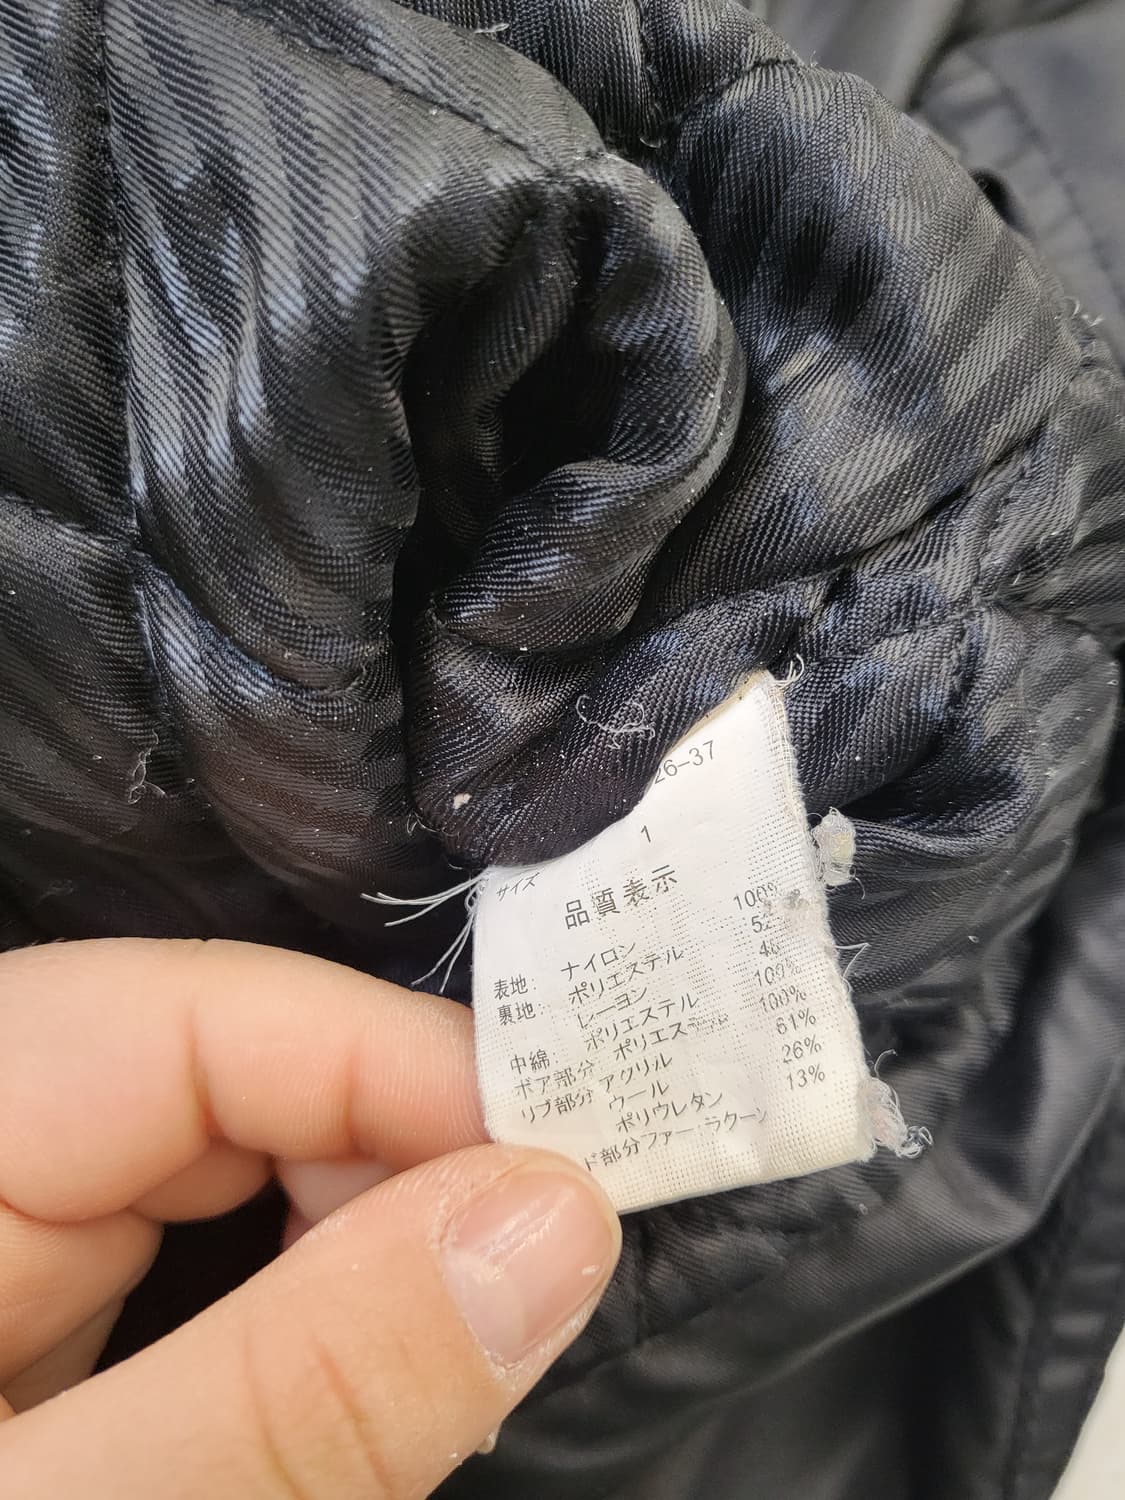 26-37
サイズ 1
品質表示
表地: ナイロン 100%
裏地: ポリエステル
レーヨン
中綿: ポリエステル 100%
ボア部分 ポリエステル 100%
リブ部分 アクリル 61%
ウール 26%
ポリウレタン 13%
ド部分ファー:ラクーン